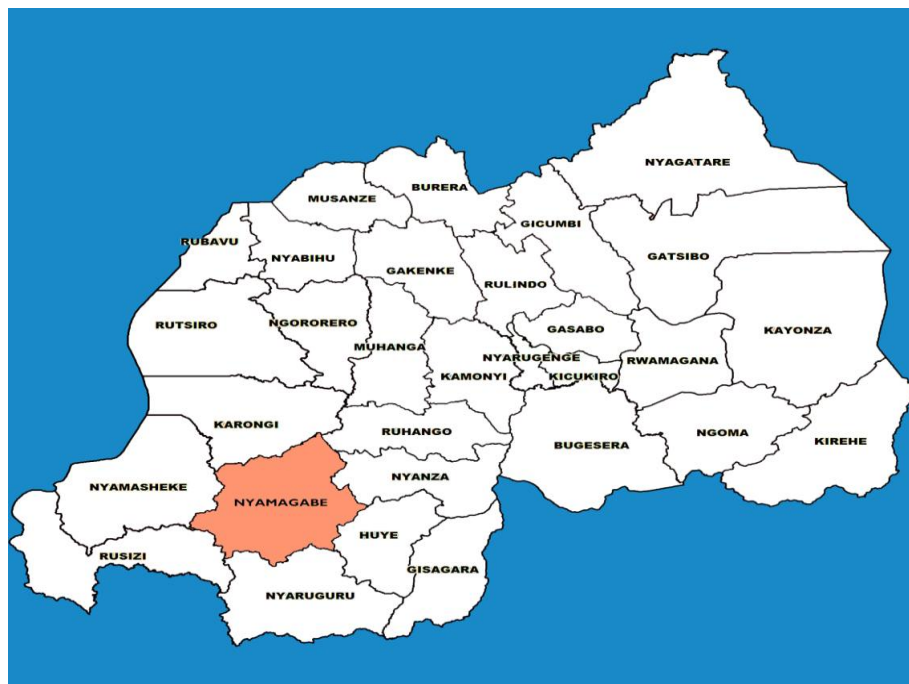 NYAGATARE
BURERA
MUSANZE
GICUMBI
RUBAVU
NYABIHU
GAKENKE
GATSIBO
RULINDO
RUTSIRO
NGORORERO
GASABO
KAYONZA
MUHANGA
NYARUGENGE
RWAMAGANA
KAMONYI
KICUKIRO
KARONGI
RUHANGO
BUGESERA
NGOMA
KIREHE
NYAMASHEKE
NYANZA
NYAMAGABE
HUYE
RUSIZI
GISAGARA
NYARUGURU